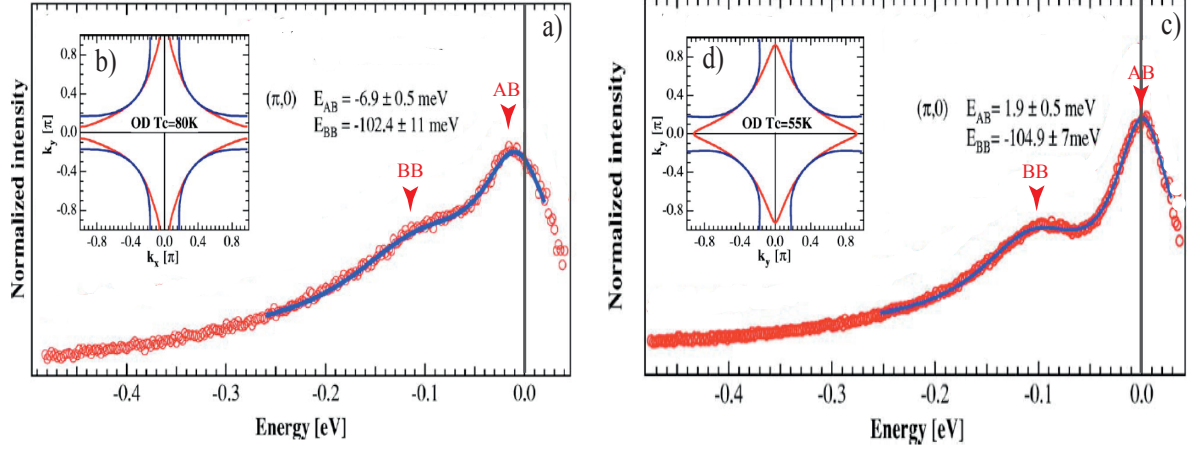 a)
b)
OD Tc=80K
0.8
0.4
0.0
-0.4
-0.8
k_y [π]
-0.8 -0.4 0.0 0.4 0.8
k_x [π]
(π,0) E_AB = -6.9 ± 0.5 meV
E_BB = -102.4 ± 11 meV
AB
BB
Normalized intensity
-0.4 -0.3 -0.2 -0.1 0.0
Energy [eV]
c)
d)
OD Tc=55K
0.8
0.4
0.0
-0.4
-0.8
k_y [π]
-0.8 -0.4 0.0 0.4 0.8
k_y [π]
(π,0) E_AB = 1.9 ± 0.5 meV
E_BB = -104.9 ± 7meV
AB
BB
Normalized intensity
-0.4 -0.3 -0.2 -0.1 0.0
Energy [eV]